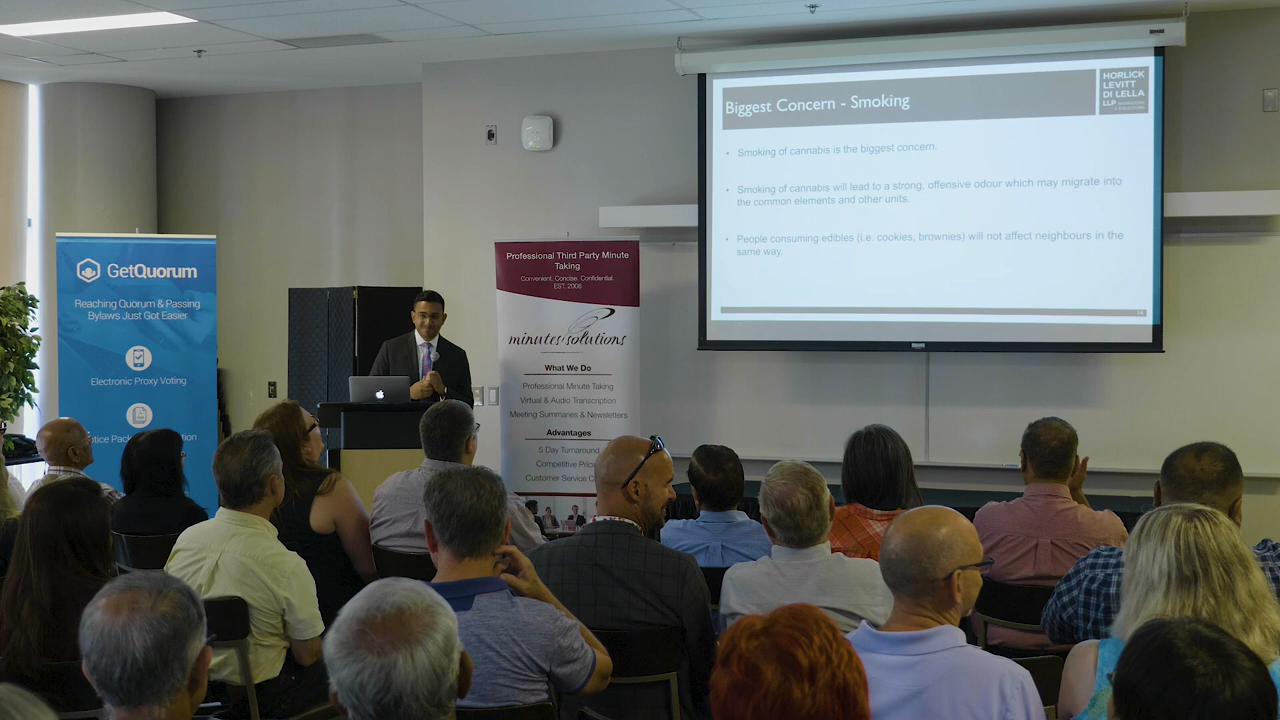 Biggest Concern - Smoking
HORLICK
LEVITT
DI LELLA
LLP
• Smoking of cannabis is the biggest concern.
• Smoking of cannabis will lead to a strong, offensive odour which may migrate into
the common elements and other units.
• People consuming edibles (i.e. cookies, brownies) will not affect neighbours in the
same way.
GetQuorum
Reaching Quorum & Passing
Bylaws Just Got Easier
Electronic Proxy Voting
Professional Third Party Minute
Taking
Convenient. Concise. Confidential.
EST. 2008
minutes solutions
What We Do
Professional Minute Taking
Virtual & Audio Transcription
Meeting Summaries & Newsletters
Advantages
5 Day Turnaround
Competitive
Customer Service